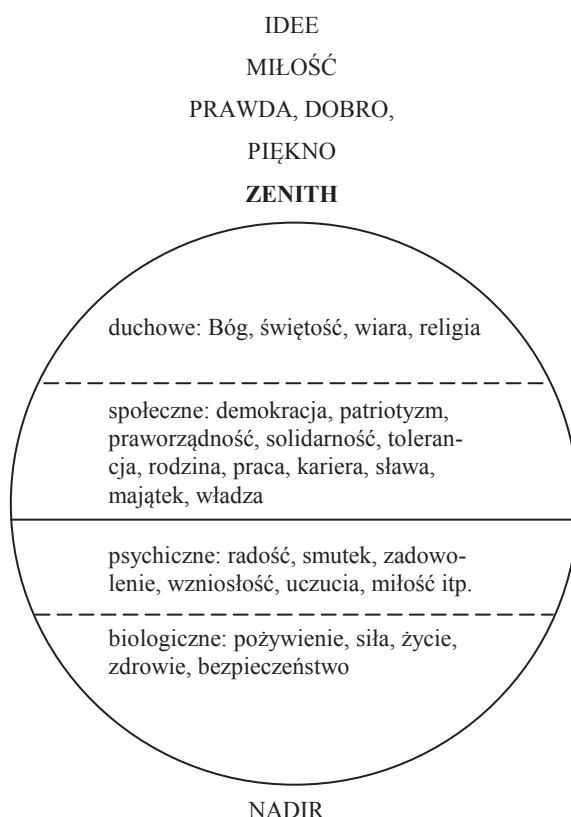 IDEE
MIŁOŚĆ
PRAWDA, DOBRO,
PIĘKNO
ZENITH
duchowe: Bóg, świętość, wiara, religia
społeczne: demokracja, patriotyzm,
praworządność, solidarność, toleran-
cja, rodzina, praca, kariera, sława,
majątek, władza
psychiczne: radość, smutek, zadowo-
lenie, wzniosłość, uczucia, miłość itp.
biologiczne: pożywienie, siła, życie,
zdrowie, bezpieczeństwo
NADIR